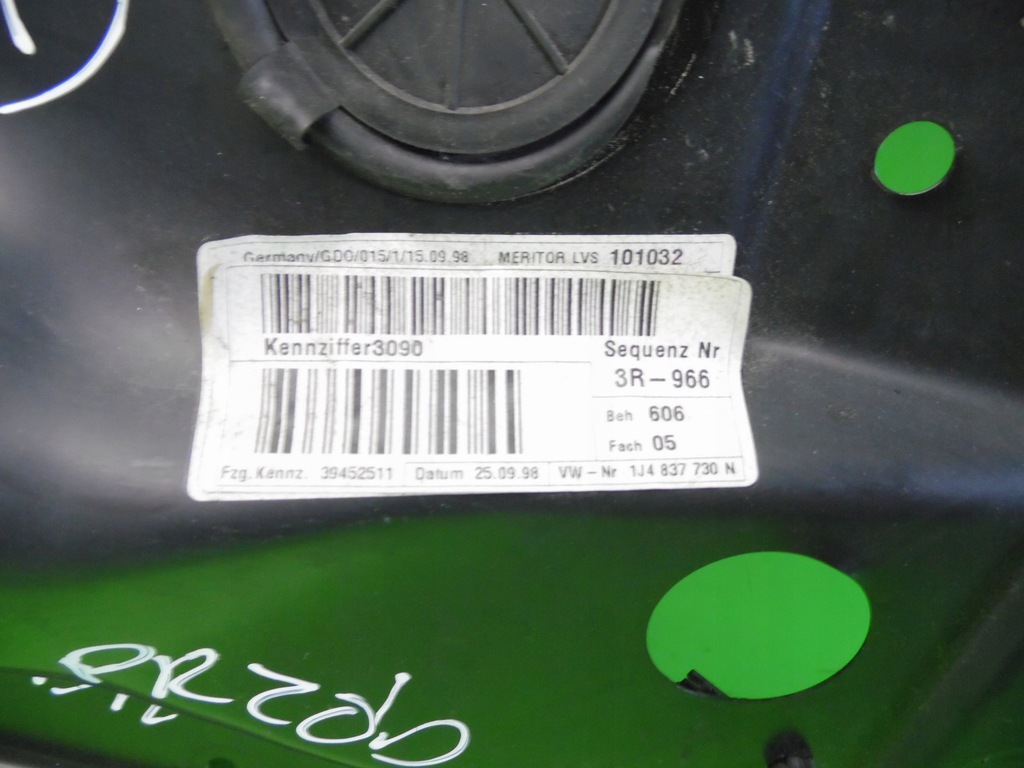 Germany/GDO/015/1/15.09.98 MERITOR LVS 101032
Kennziffer3090
Sequenz Nr
3R-966
Beh 606
Fach 05
Fzg. Kennz. 39452511 Datum 25.09.98 VW-Nr 1J4 837 730 N